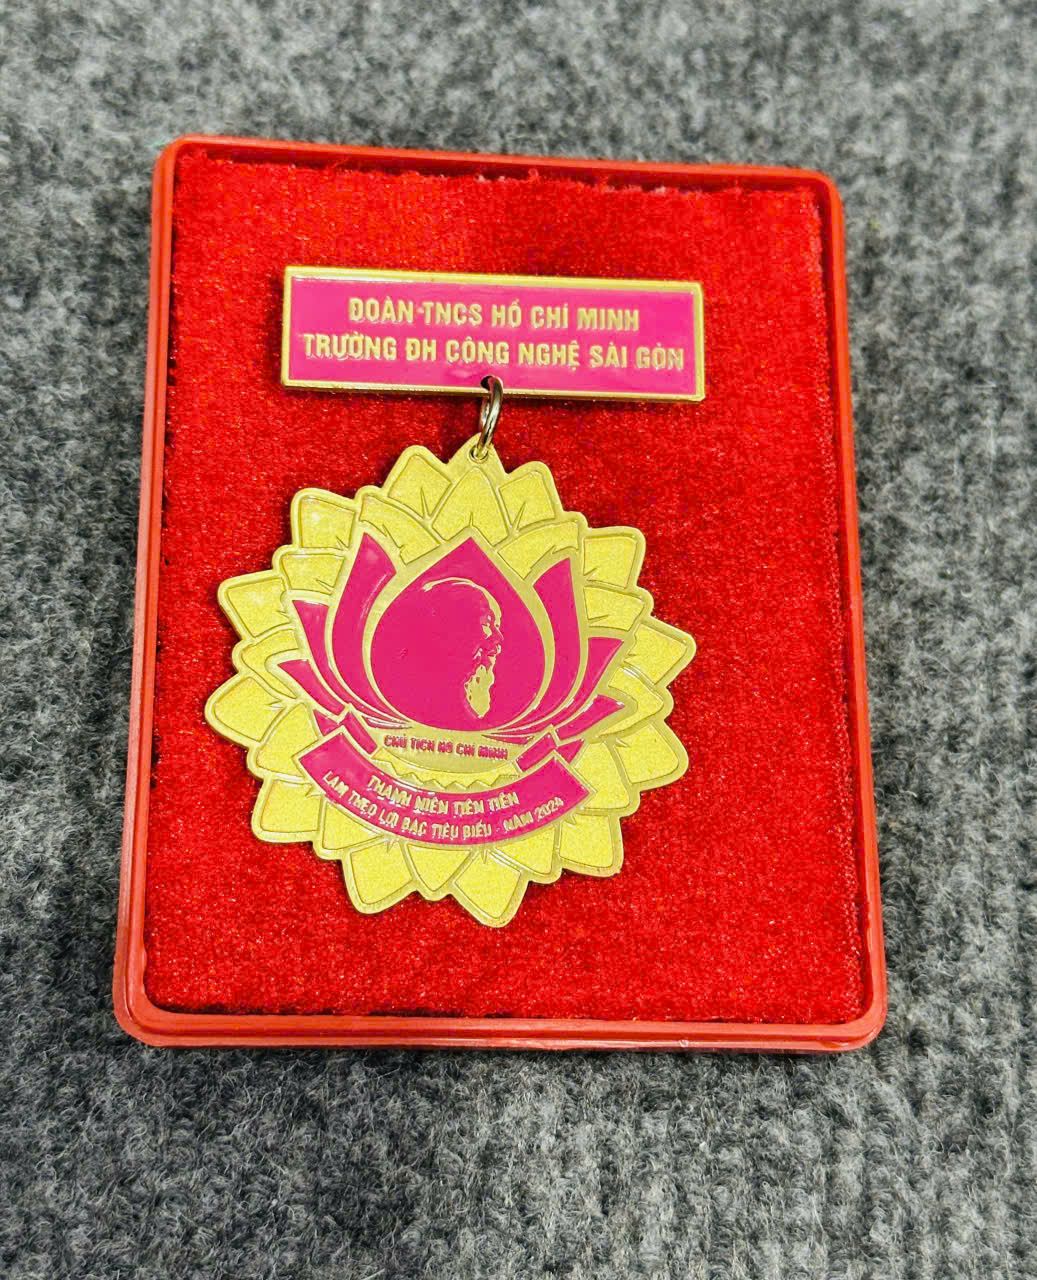 ĐOÀN-TNCS HỒ CHÍ MINH
TRƯỜNG ĐH CÔNG NGHỆ SÀI GÒN
CHỦ TỊCH HỒ CHÍ MINH
THANH NIÊN TIÊN TIẾN
LÀM THEO LỜI BÁC TIÊU BIỂU - NĂM 2024